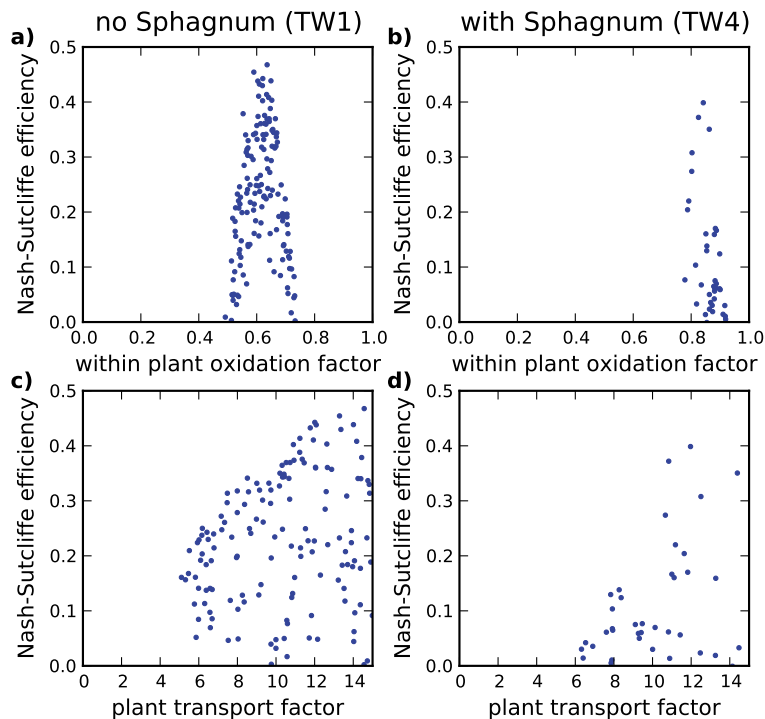 no Sphagnum (TW1)
with Sphagnum (TW4)
a)
b)
Nash-Sutcliffe efficiency
0.5
0.4
0.3
0.2
0.1
0.0
0.0 0.2 0.4 0.6 0.8 1.0
within plant oxidation factor
Nash-Sutcliffe efficiency
0.5
0.4
0.3
0.2
0.1
0.0
0.0 0.2 0.4 0.6 0.8 1.0
within plant oxidation factor
c)
d)
Nash-Sutcliffe efficiency
0.5
0.4
0.3
0.2
0.1
0.0
0 2 4 6 8 10 12 14
plant transport factor
Nash-Sutcliffe efficiency
0.5
0.4
0.3
0.2
0.1
0.0
0 2 4 6 8 10 12 14
plant transport factor